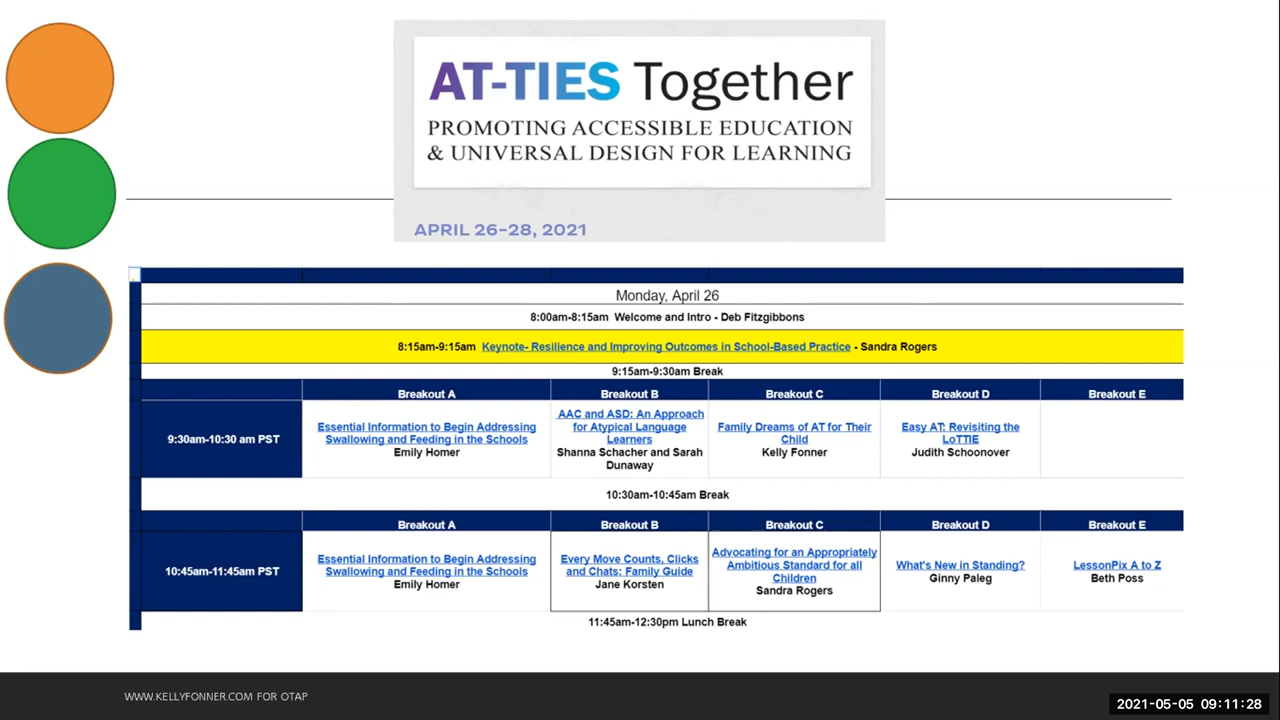 AT-TIES Together
PROMOTING ACCESSIBLE EDUCATION
& UNIVERSAL DESIGN FOR LEARNING
APRIL 26-28, 2021
Monday, April 26
8:00am-8:15am Welcome and Intro - Deb Fitzgibbons
8:15am-9:15am Keynote- Resilience and Improving Outcomes in School-Based Practice - Sandra Rogers
9:15am-9:30am Break
Breakout A Breakout B Breakout C Breakout D Breakout E
9:30am-10:30 am PST
Essential Information to Begin Addressing
Swallowing and Feeding in the Schools
Emily Homer
AAC and ASD: An Approach
for Atypical Language
Learners
Shanna Schacher and Sarah
Dunaway
Family Dreams of AT for Their
Child
Kelly Fonner
Easy AT: Revisiting the
LoTTIE
Judith Schoonover
10:30am-10:45am Break
Breakout A Breakout B Breakout C Breakout D Breakout E
10:45am-11:45am PST
Essential Information to Begin Addressing
Swallowing and Feeding in the Schools
Emily Homer
Every Move Counts, Clicks
and Chats: Family Guide
Jane Korsten
Advocating for an Appropriately
Ambitious Standard for all
Children
Sandra Rogers
What's New in Standing?
Ginny Paleg
LessonPix A to Z
Beth Poss
11:45am-12:30pm Lunch Break
WWW.KELLYFONNER.COM FOR OTAP
2021-05-05 09:11:28